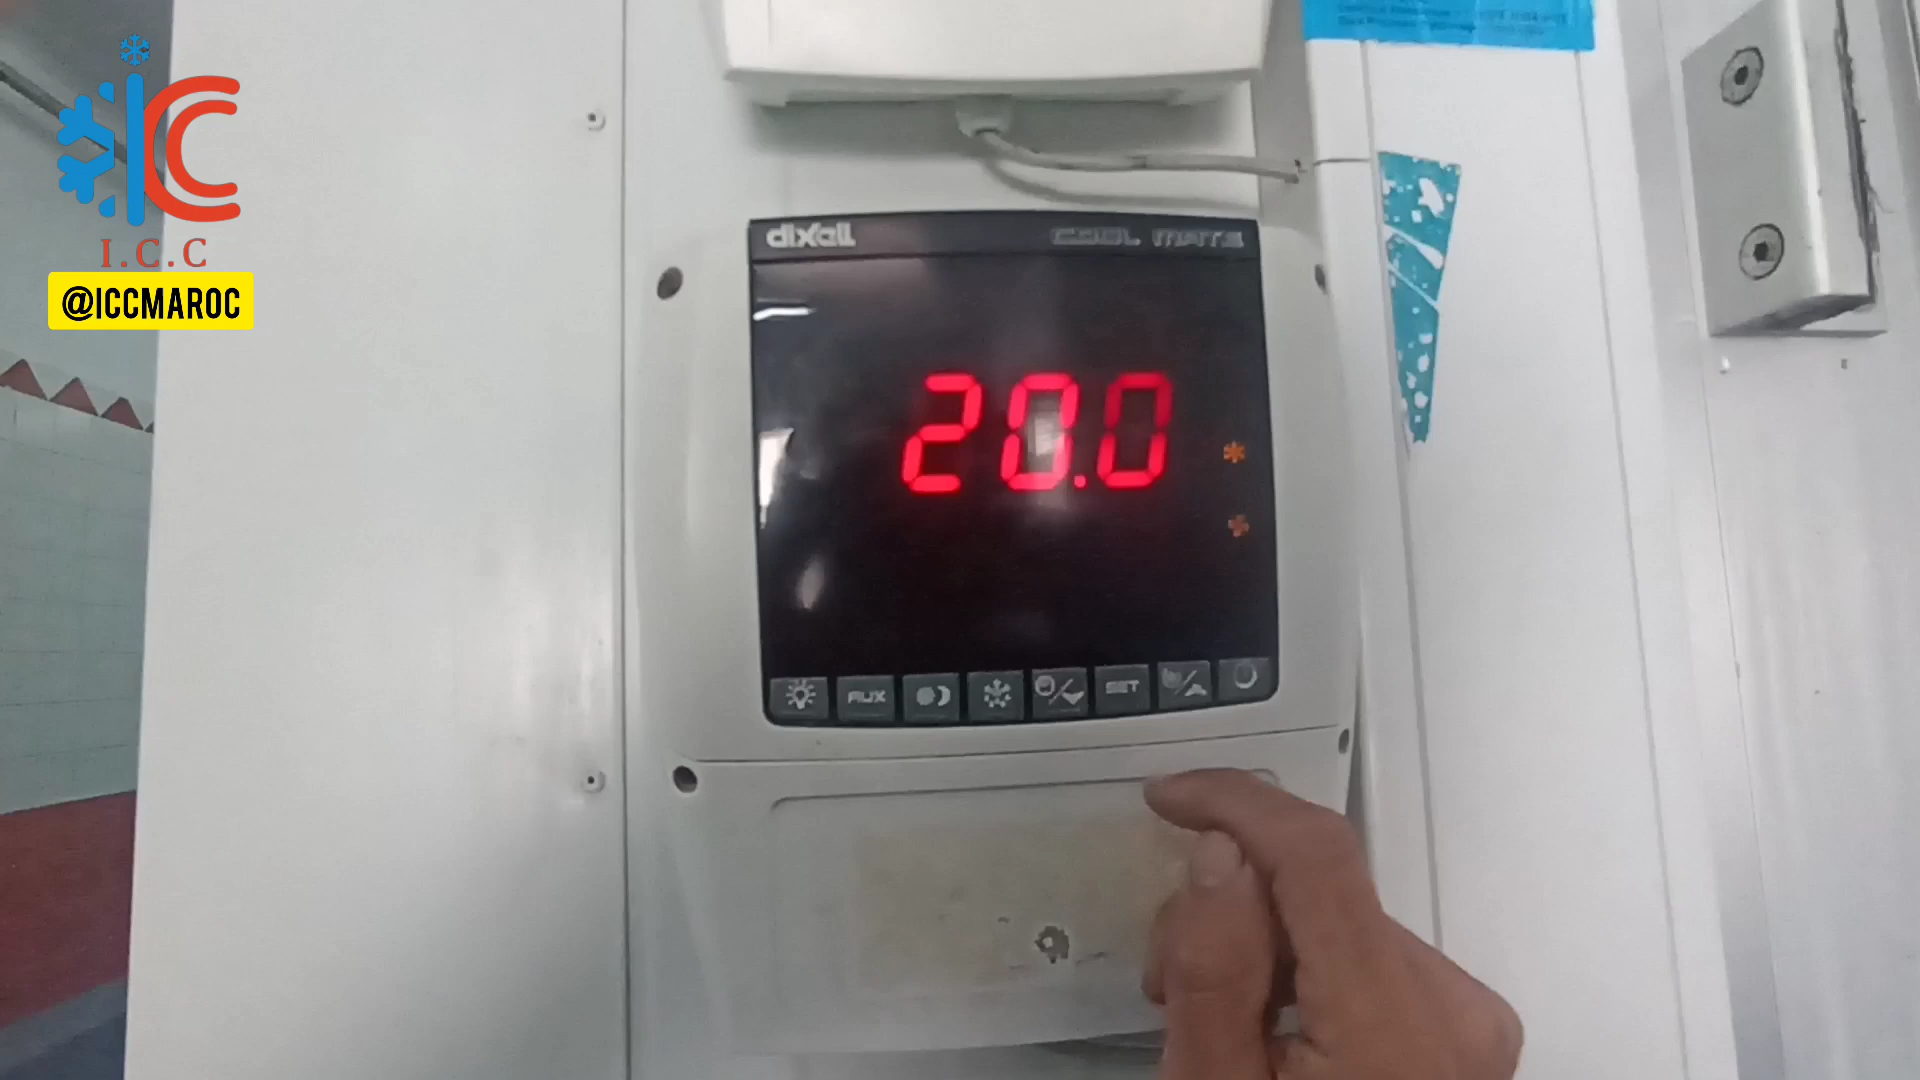 I.C.C
@ICCMAROC
dixell
COOL MATE
20.0
AUX
SET